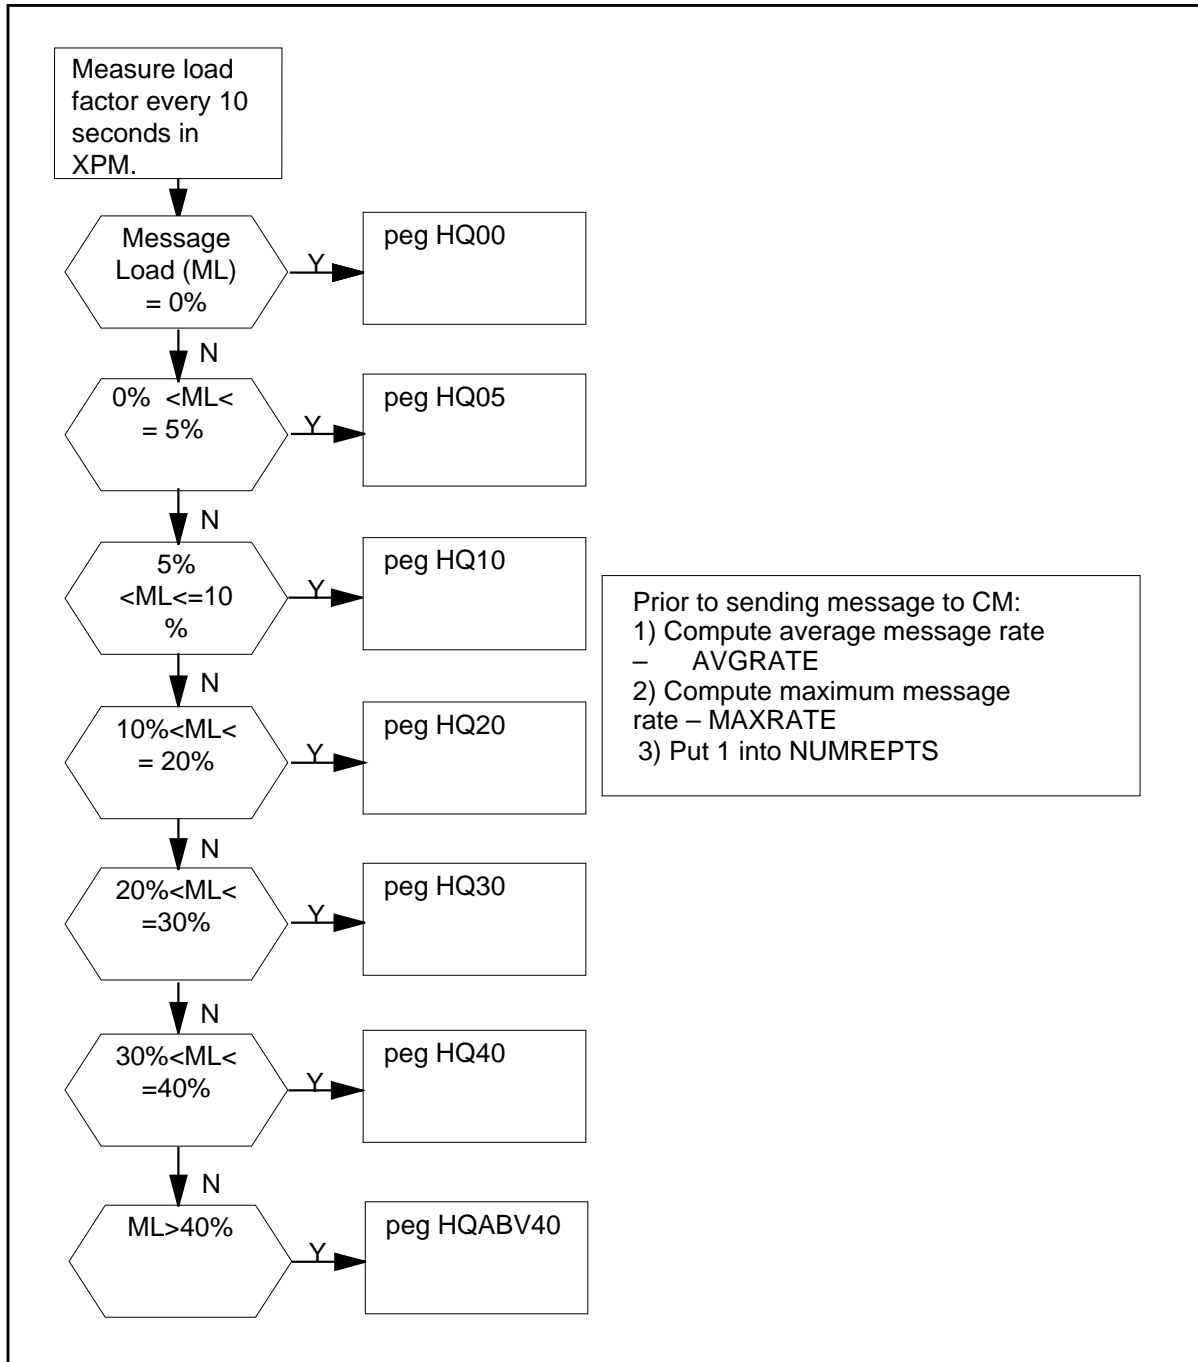 Measure load
factor every 10
seconds in
XPM.
Message
Load (ML)
= 0%
Y
peg HQ00
N
0%  <ML<
= 5%
Y
peg HQ05
N
5%
<ML<=10
%
Y
peg HQ10
N
10%<ML<
= 20%
Y
peg HQ20
N
20%<ML<
=30%
Y
peg HQ30
N
30%<ML<
=40%
Y
peg HQ40
N
ML>40%
Y
peg HQABV40
Prior to sending message to CM:
1) Compute average message rate
–     AVGRATE
2) Compute maximum message
rate – MAXRATE
3) Put 1 into NUMREPTS